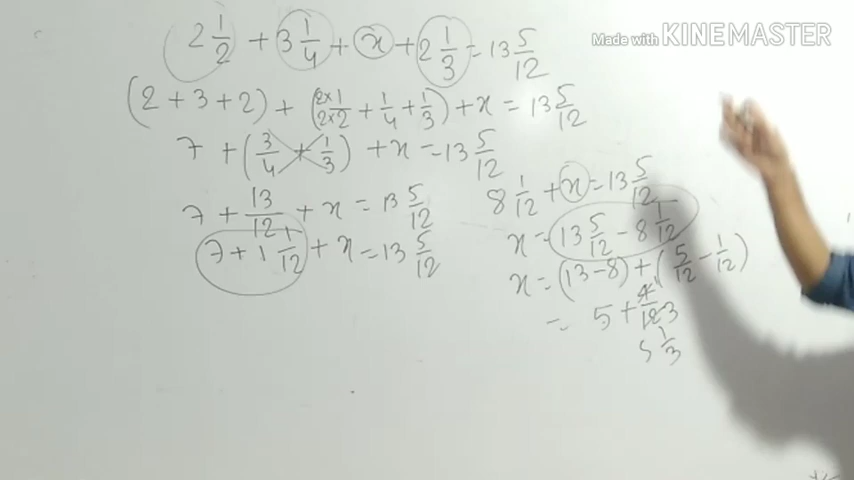 Made with KINEMASTER
2 1/2 + 3 1/4 + x + 2 1/3 = 13 5/12
(2 + 3 + 2) + (2×1/2×2 + 1/4 + 1/3) + x = 13 5/12
7 + (3/4 + 1/3) + x = 13 5/12
7 + 13/12 + x = 13 5/12
7 + 1 1/12 + x = 13 5/12
8 1/12 + x = 13 5/12
x = 13 5/12 - 8 1/12
x = (13 - 8) + (5/12 - 1/12)
= 5 + 4/12 1 3
5 1/3